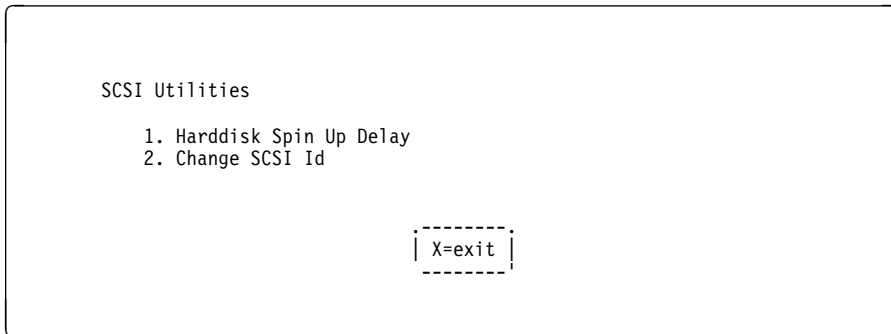 SCSI Utilities
1. Harddisk Spin Up Delay
2. Change SCSI Id
X=exit